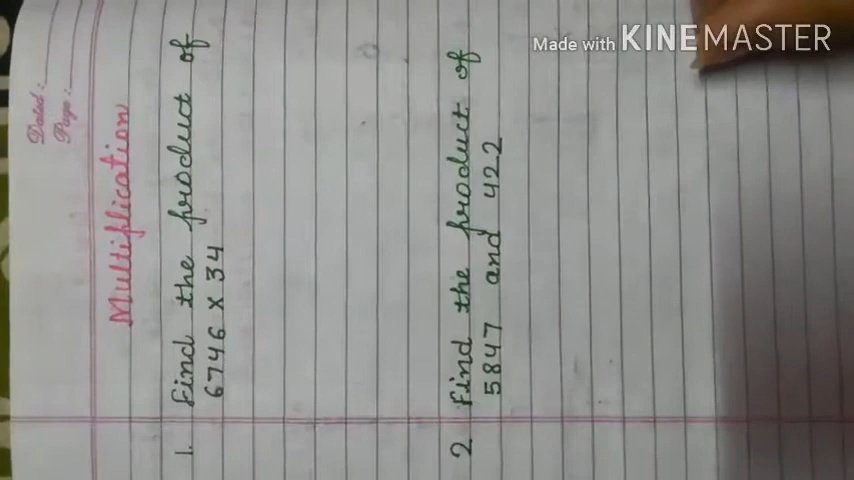 Made with KINEMASTER
Dated :
Page :
Multiplication
1. Find the product of
6746 x 34
2 Find the product of
5847 and 422